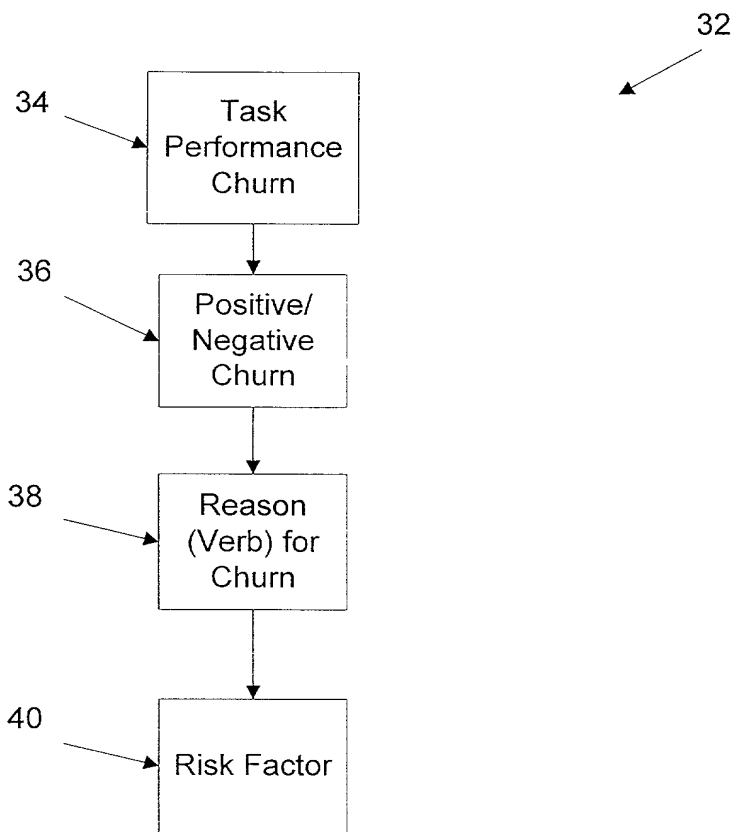 32
34
Task
Performance
Churn
36
Positive/
Negative
Churn
38
Reason
(Verb) for
Churn
40
Risk Factor